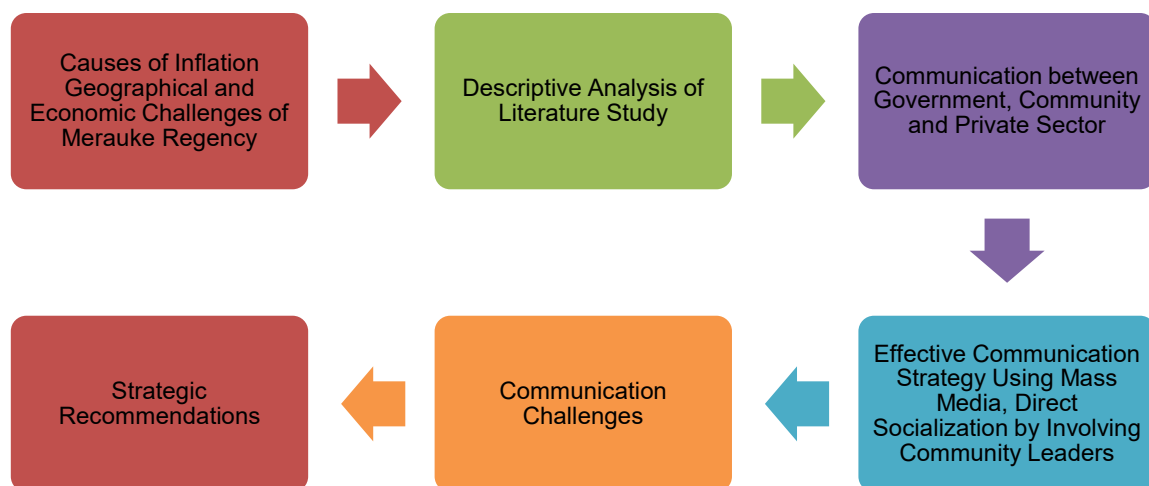 Causes of Inflation
Geographical and
Economic Challenges of
Merauke Regency
Descriptive Analysis of
Literature Study
Communication between
Government, Community
and Private Sector
Effective Communication
Strategy Using Mass
Media, Direct
Socialization by Involving
Community Leaders
Communication
Challenges
Strategic
Recommendations